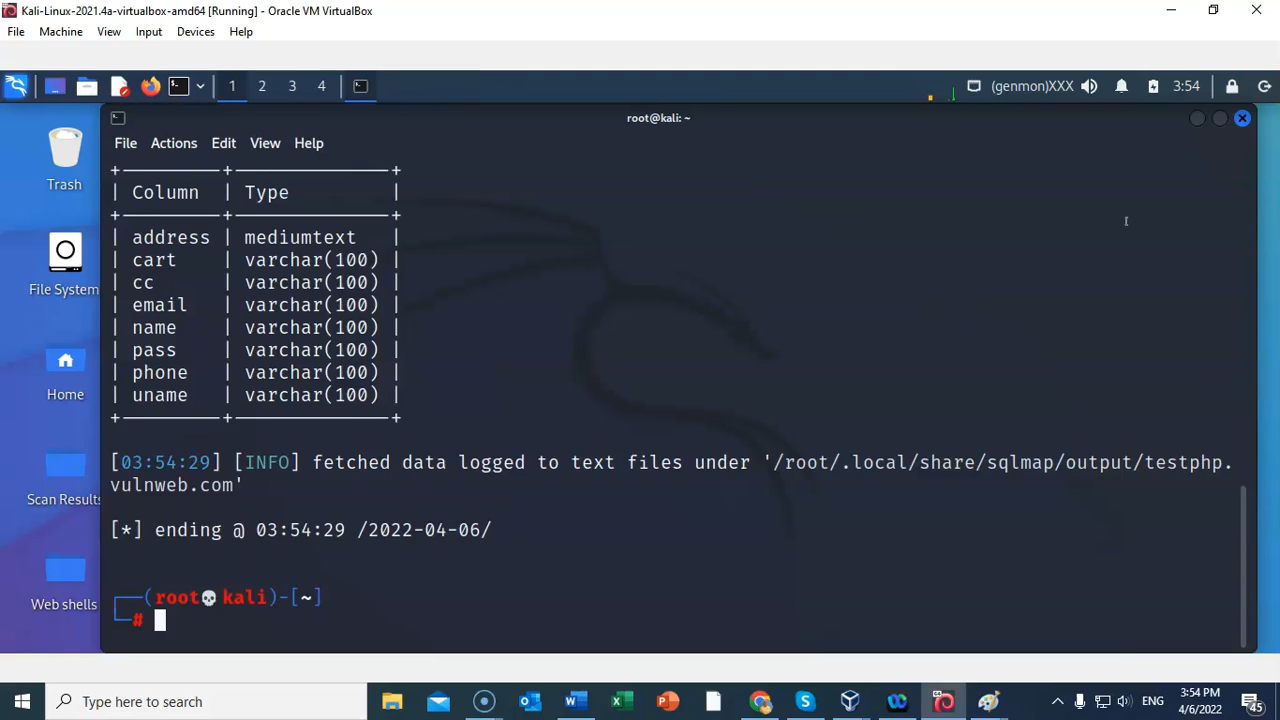 Kali-Linux-2021.4a-virtualbox-amd64 [Running] - Oracle VM VirtualBox
File Machine View Input Devices Help
1 2 3 4 (genmon)XXX 3:54
root@kali: ~
File Actions Edit View Help
Trash
File System
Home
Scan Results
Web shells
| Column | Type |
| address | mediumtext |
| cart | varchar(100) |
| cc | varchar(100) |
| email | varchar(100) |
| name | varchar(100) |
| pass | varchar(100) |
| phone | varchar(100) |
| uname | varchar(100) |
[03:54:29] [INFO] fetched data logged to text files under '/root/.local/share/sqlmap/output/testphp.
vulnweb.com'
[*] ending @ 03:54:29 /2022-04-06/
┌──(root💀kali)-[~]
└─#
Type here to search
ENG
3:54 PM
4/6/2022
45